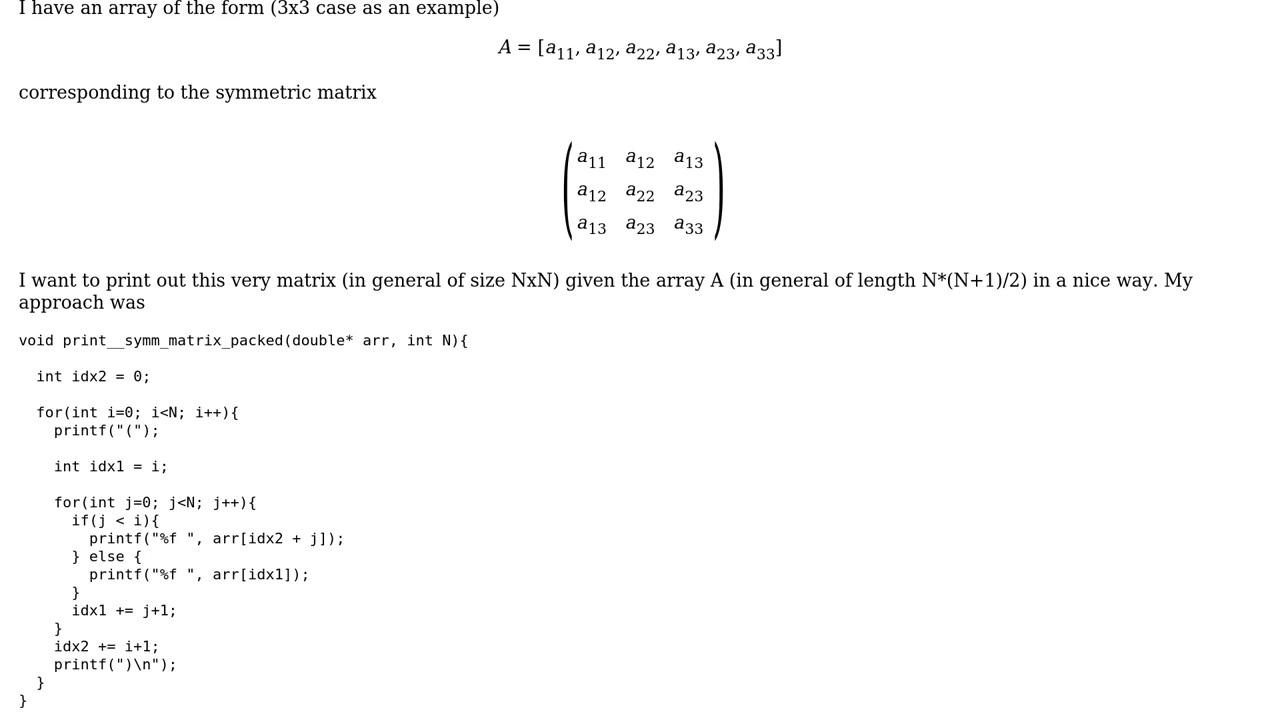 I have an array of the form (3x3 case as an example)
A = [a11, a12, a22, a13, a23, a33]
corresponding to the symmetric matrix
a11 a12 a13
a12 a22 a23
a13 a23 a33
I want to print out this very matrix (in general of size NxN) given the array A (in general of length N*(N+1)/2) in a nice way. My
approach was
void print__symm_matrix_packed(double* arr, int N){
  int idx2 = 0;
  for(int i=0; i<N; i++){
    printf("(");
    int idx1 = i;
    for(int j=0; j<N; j++){
      if(j < i){
        printf("%f ", arr[idx2 + j]);
      } else {
        printf("%f ", arr[idx1]);
      }
      idx1 += j+1;
    }
    idx2 += i+1;
    printf(")\n");
  }
}